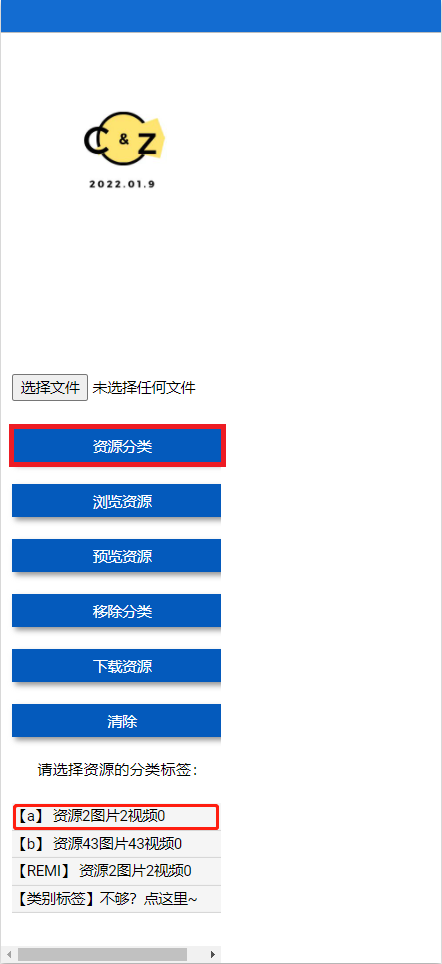 C & Z
2022.01.9
选择文件 未选择任何文件
资源分类
浏览资源
预览资源
移除分类
下载资源
清除
请选择资源的分类标签：
【a】 资源2图片2视频0
【b】 资源43图片43视频0
【REMI】 资源2图片2视频0
【类别标签】不够？点这里~